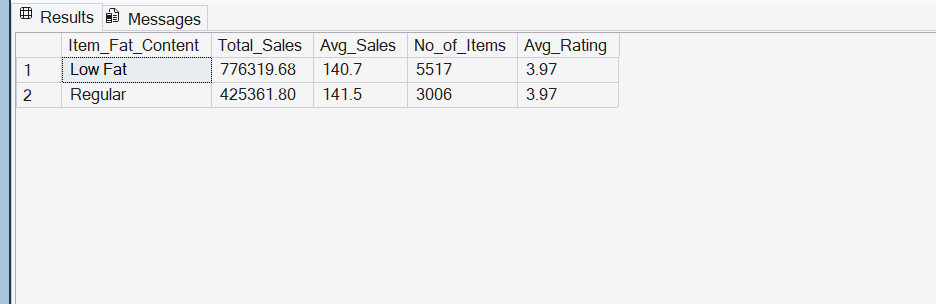 Results Messages
Item_Fat_Content Total_Sales Avg_Sales No_of_Items Avg_Rating
1 Low Fat 776319.68 140.7 5517 3.97
2 Regular 425361.80 141.5 3006 3.97